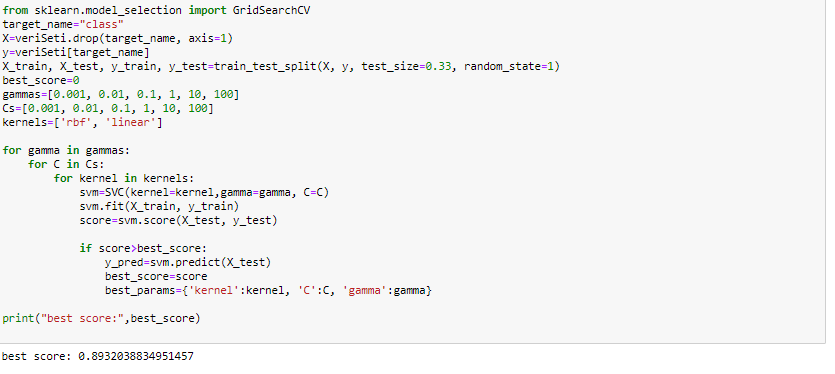 from sklearn.model_selection import GridSearchCV
target_name="class"
X=veriSeti.drop(target_name, axis=1)
y=veriSeti[target_name]
X_train, X_test, y_train, y_test=train_test_split(X, y, test_size=0.33, random_state=1)
best_score=0
gammas=[0.001, 0.01, 0.1, 1, 10, 100]
Cs=[0.001, 0.01, 0.1, 1, 10, 100]
kernels=['rbf', 'linear']

for gamma in gammas:
    for C in Cs:
        for kernel in kernels:
            svm=SVC(kernel=kernel,gamma=gamma, C=C)
            svm.fit(X_train, y_train)
            score=svm.score(X_test, y_test)

            if score>best_score:
                y_pred=svm.predict(X_test)
                best_score=score
                best_params={'kernel':kernel, 'C':C, 'gamma':gamma}

print("best score:",best_score)

best score: 0.8932038834951457